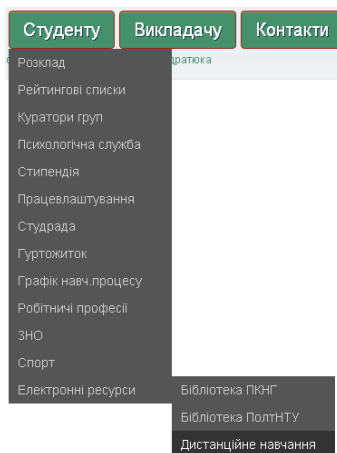 Студенту Викладачу Контакти
дратюка
Розклад
Рейтингові списки
Куратори груп
Психологічна служба
Стипендія
Працевлаштування
Студрада
Гуртожиток
Графік навч.процесу
Робітничі професії
ЗНО
Спорт
Електронні ресурси Бібліотека ПКНГ
Бібліотека ПолтНТУ
Дистанційне навчання